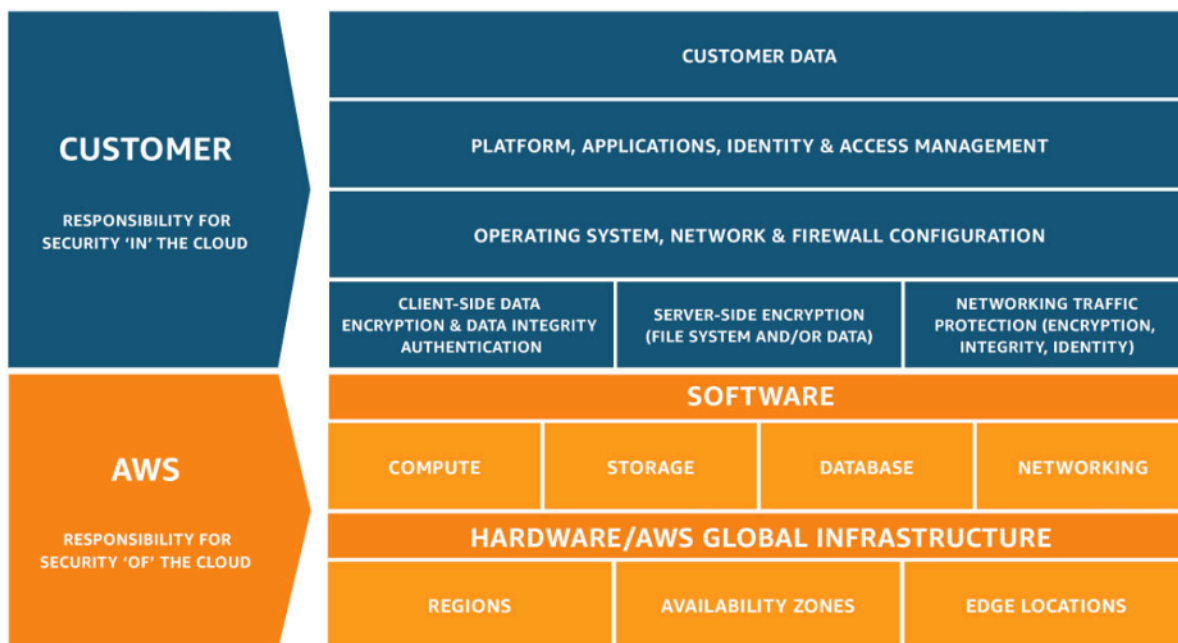 CUSTOMER
RESPONSIBILITY FOR
SECURITY ‘IN’ THE CLOUD
CUSTOMER DATA
PLATFORM, APPLICATIONS, IDENTITY & ACCESS MANAGEMENT
OPERATING SYSTEM, NETWORK & FIREWALL CONFIGURATION
CLIENT-SIDE DATA
ENCRYPTION & DATA INTEGRITY
AUTHENTICATION
SERVER-SIDE ENCRYPTION
(FILE SYSTEM AND/OR DATA)
NETWORKING TRAFFIC
PROTECTION (ENCRYPTION,
INTEGRITY, IDENTITY)
AWS
RESPONSIBILITY FOR
SECURITY ‘OF’ THE CLOUD
SOFTWARE
COMPUTE
STORAGE
DATABASE
NETWORKING
HARDWARE/AWS GLOBAL INFRASTRUCTURE
REGIONS
AVAILABILITY ZONES
EDGE LOCATIONS